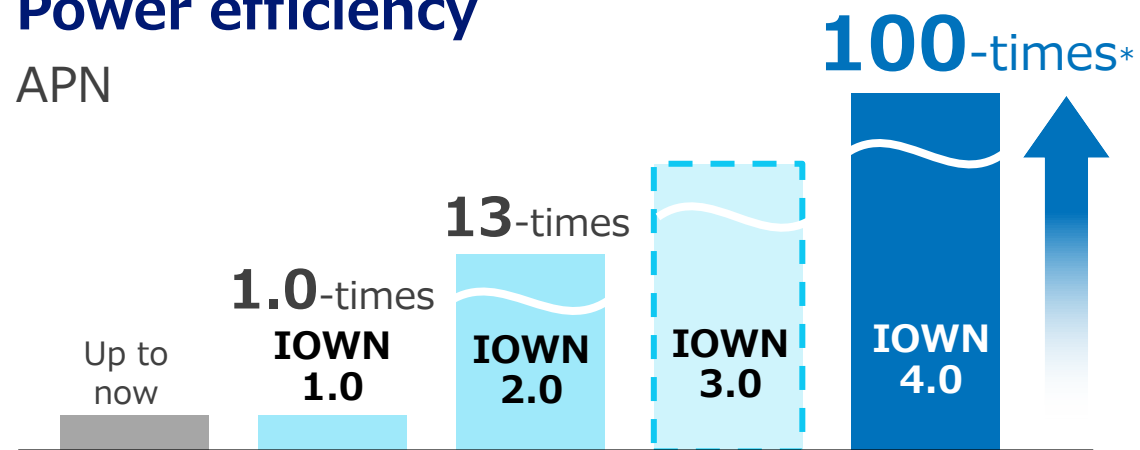 Power efficiency
APN
100-times*
13-times
1.0-times
Up to
now
IOWN
1.0
IOWN
2.0
IOWN
3.0
IOWN
4.0